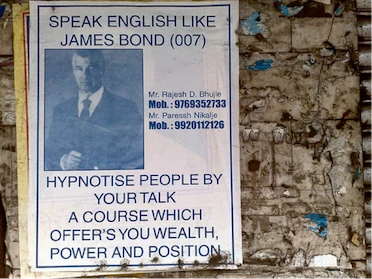 SPEAK ENGLISH LIKE
JAMES BOND (007)
Mr. Rajesh D. Bhujle
Mob. : 9769352733
Mr. Paressh Nikalje
Mob. : 9920112126
HYPNOTISE PEOPLE BY
YOUR TALK
A COURSE WHICH
OFFER'S YOU WEALTH,
POWER AND POSITION